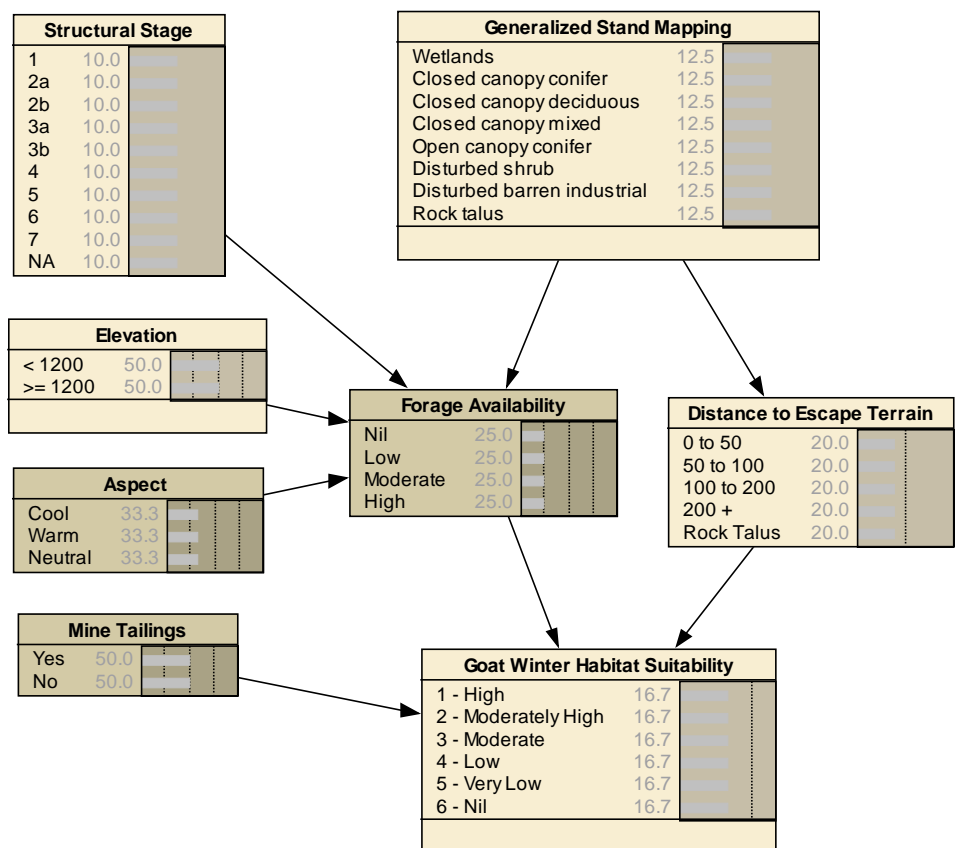 Structural Stage
1 10.0
2a 10.0
2b 10.0
3a 10.0
3b 10.0
4 10.0
5 10.0
6 10.0
7 10.0
NA 10.0
Generalized Stand Mapping
Wetlands 12.5
Closed canopy conifer 12.5
Closed canopy deciduous 12.5
Closed canopy mixed 12.5
Open canopy conifer 12.5
Disturbed shrub 12.5
Disturbed barren industrial 12.5
Rock talus 12.5
Elevation
< 1200 50.0
>= 1200 50.0
Forage Availability
Nil 25.0
Low 25.0
Moderate 25.0
High 25.0
Distance to Escape Terrain
0 to 50 20.0
50 to 100 20.0
100 to 200 20.0
200 + 20.0
Rock Talus 20.0
Aspect
Cool 33.3
Warm 33.3
Neutral 33.3
Mine Tailings
Yes 50.0
No 50.0
Goat Winter Habitat Suitability
1 - High 16.7
2 - Moderately High 16.7
3 - Moderate 16.7
4 - Low 16.7
5 - Very Low 16.7
6 - Nil 16.7